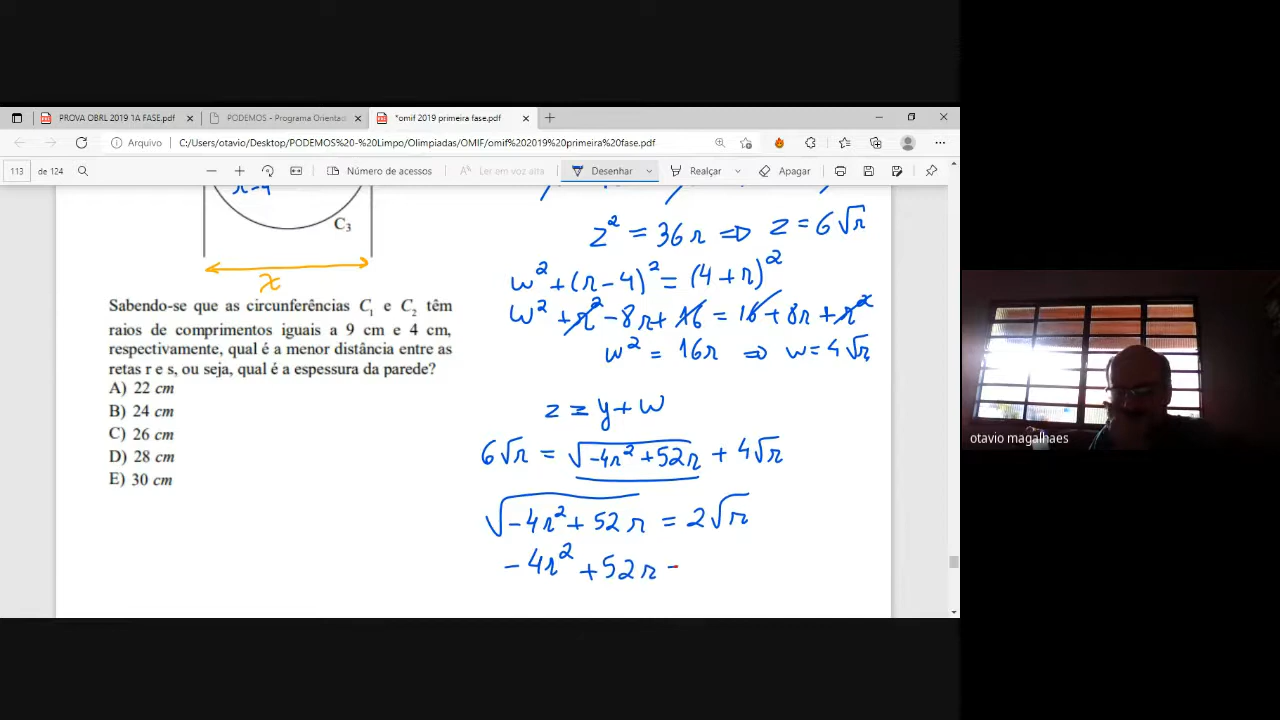 PROVA OBRL 2019 1A FASE.pdf
PODEMOS - Programa Orientac
*omif 2019 primeira fase.pdf
Arquivo
C:/Users/otavio/Desktop/PODEMOS%20-%20Limpo/Olimpiadas/OMIF/omif%202019%20primeira%20fase.pdf
113 de 124
Número de acessos
Ler em voz alta
Desenhar
Realçar
Apagar
r-4
C₃
x
Sabendo-se que as circunferências C₁ e C₂ têm
raios de comprimentos iguais a 9 cm e 4 cm,
respectivamente, qual é a menor distância entre as
retas r e s, ou seja, qual é a espessura da parede?
A) 22 cm
B) 24 cm
C) 26 cm
D) 28 cm
E) 30 cm
z² = 36r ⇒ z = 6√r
w² + (r-4)² = (4+r)²
w² + r² - 8r + 16 = 16 + 8r + r²
w² = 16r ⇒ w = 4√r
z = y + w
6√r = √(-4r² + 52r) + 4√r
√(-4r² + 52r) = 2√r
-4r² + 52r -
otavio magalhaes